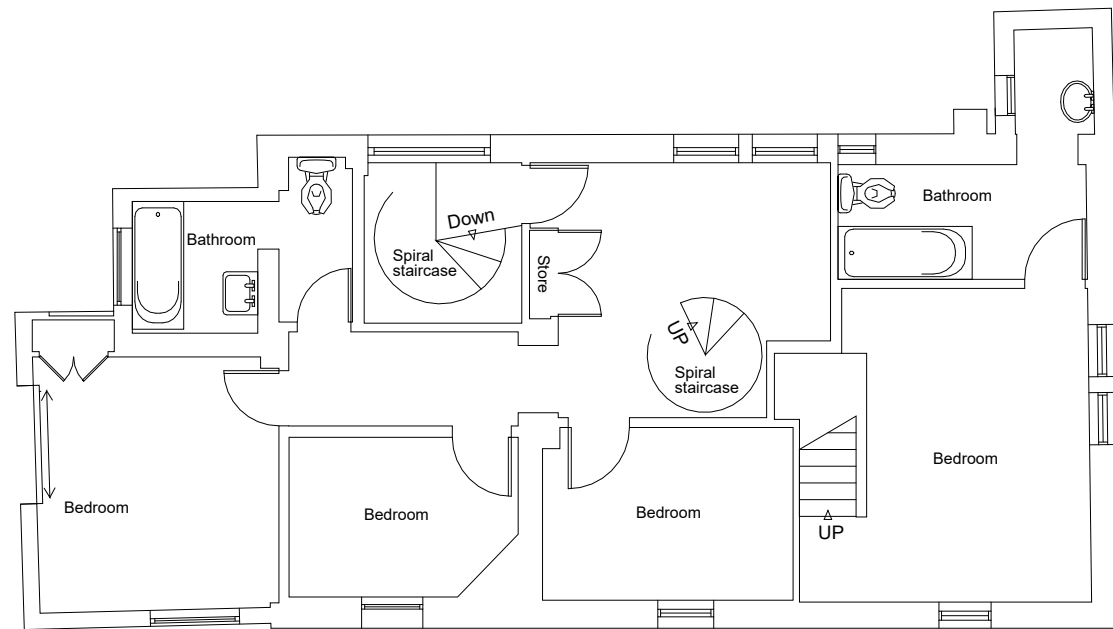 Bathroom
Down
Spiral
staircase
Store
Bathroom
UP
Spiral
staircase
Bedroom
Bedroom
Bedroom
Bedroom
UP